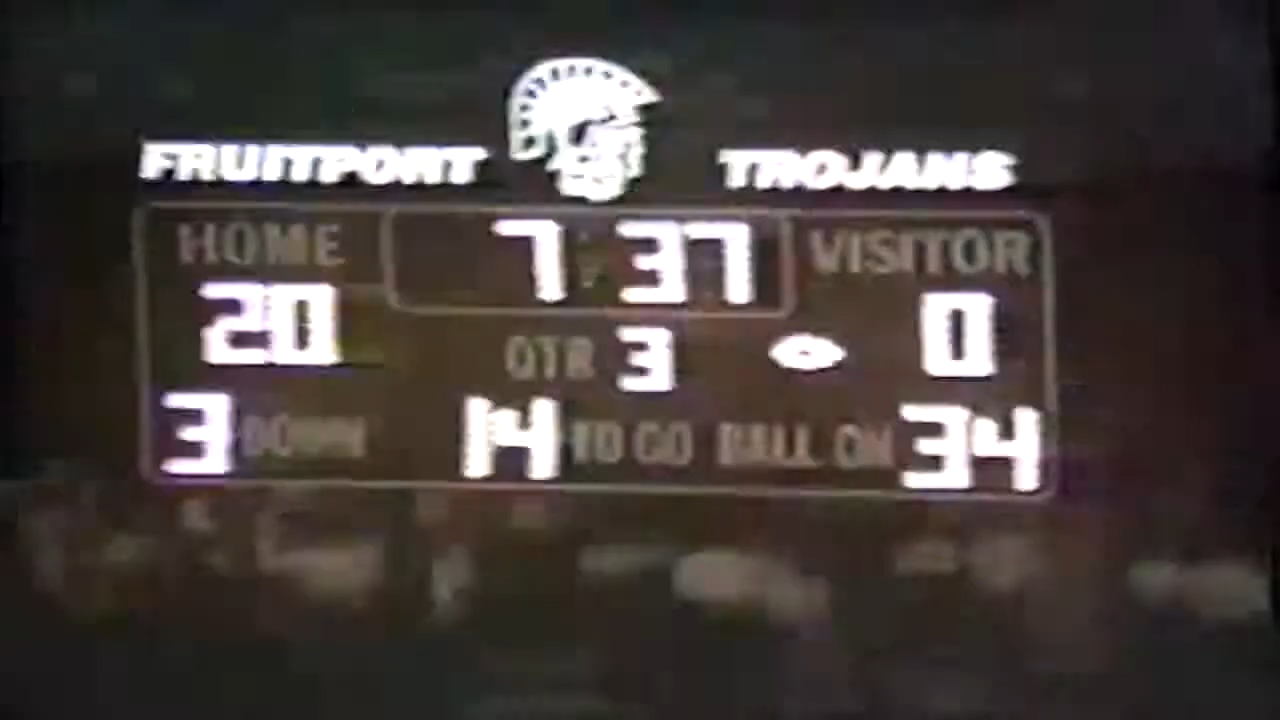 FRUITPORT TROJANS
HOME 7:37 VISITOR
20 0
QTR 3
3 DOWN 14 TO GO BALL ON 34